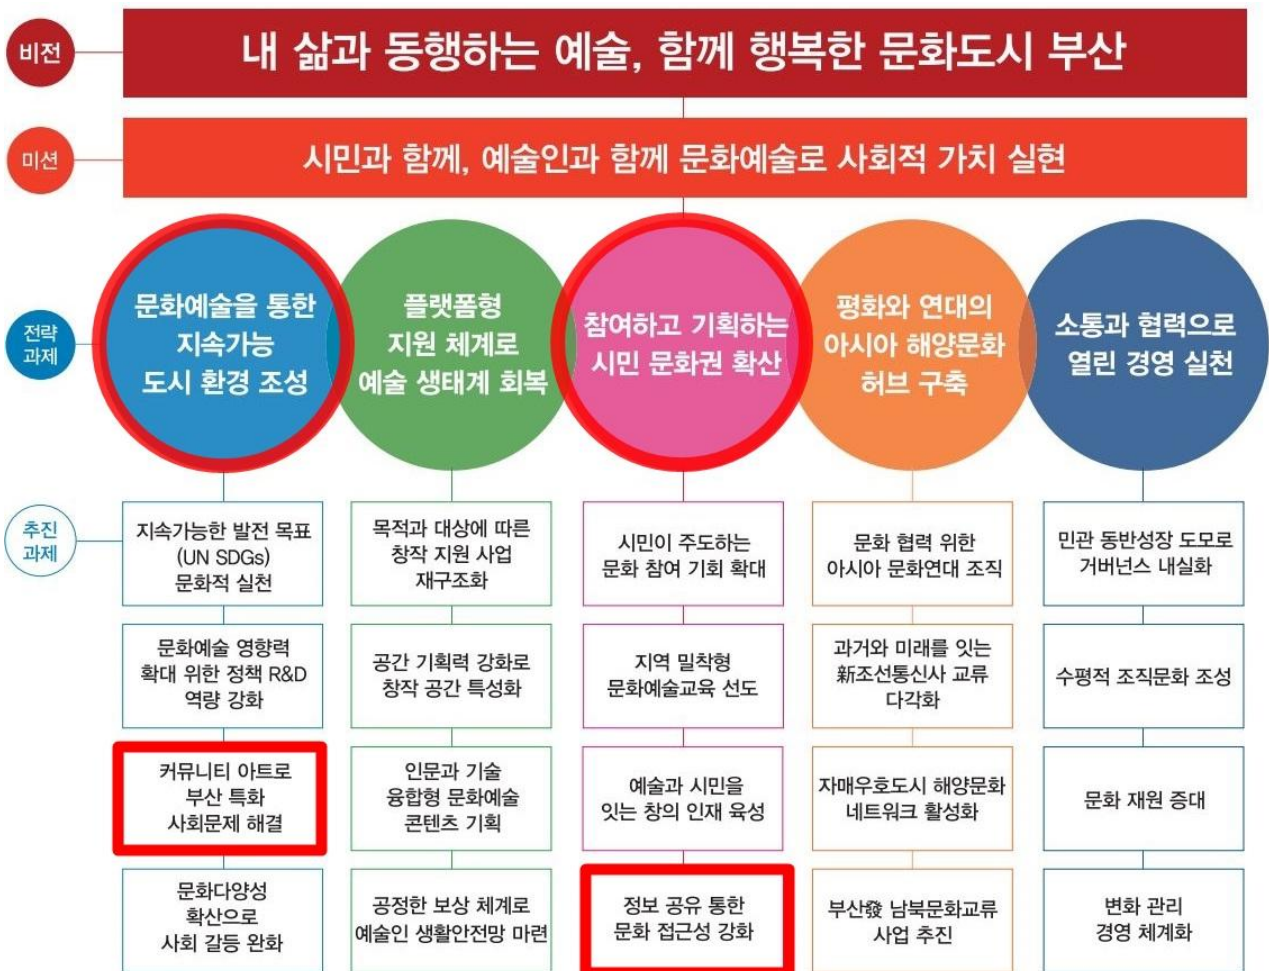 비전
내 삶과 동행하는 예술, 함께 행복한 문화도시 부산
미션
시민과 함께, 예술인과 함께 문화예술로 사회적 가치 실현
전략
과제
문화예술을 통한
지속가능
도시 환경 조성
플랫폼형
지원 체계로
예술 생태계 회복
참여하고 기획하는
시민 문화권 확산
평화와 연대의
아시아 해양문화
허브 구축
소통과 협력으로
열린 경영 실천
추진
과제
지속가능한 발전 목표
(UN SDGs)
문화적 실천
목적과 대상에 따른
창작 지원 사업
재구조화
시민이 주도하는
문화 참여 기회 확대
문화 협력 위한
아시아 문화연대 조직
민관 동반성장 도모로
거버넌스 내실화
문화예술 영향력
확대 위한 정책 R&D
역량 강화
공간 기획력 강화로
창작 공간 특성화
지역 밀착형
문화예술교육 선도
과거와 미래를 잇는
新조선통신사 교류
다각화
수평적 조직문화 조성
커뮤니티 아트로
부산 특화
사회문제 해결
인문과 기술
융합형 문화예술
콘텐츠 기획
예술과 시민을
잇는 창의 인재 육성
자매우호도시 해양문화
네트워크 활성화
문화 재원 증대
문화다양성
확산으로
사회 갈등 완화
공정한 보상 체계로
예술인 생활안전망 마련
정보 공유 통한
문화 접근성 강화
부산發 남북문화교류
사업 추진
변화 관리
경영 체계화